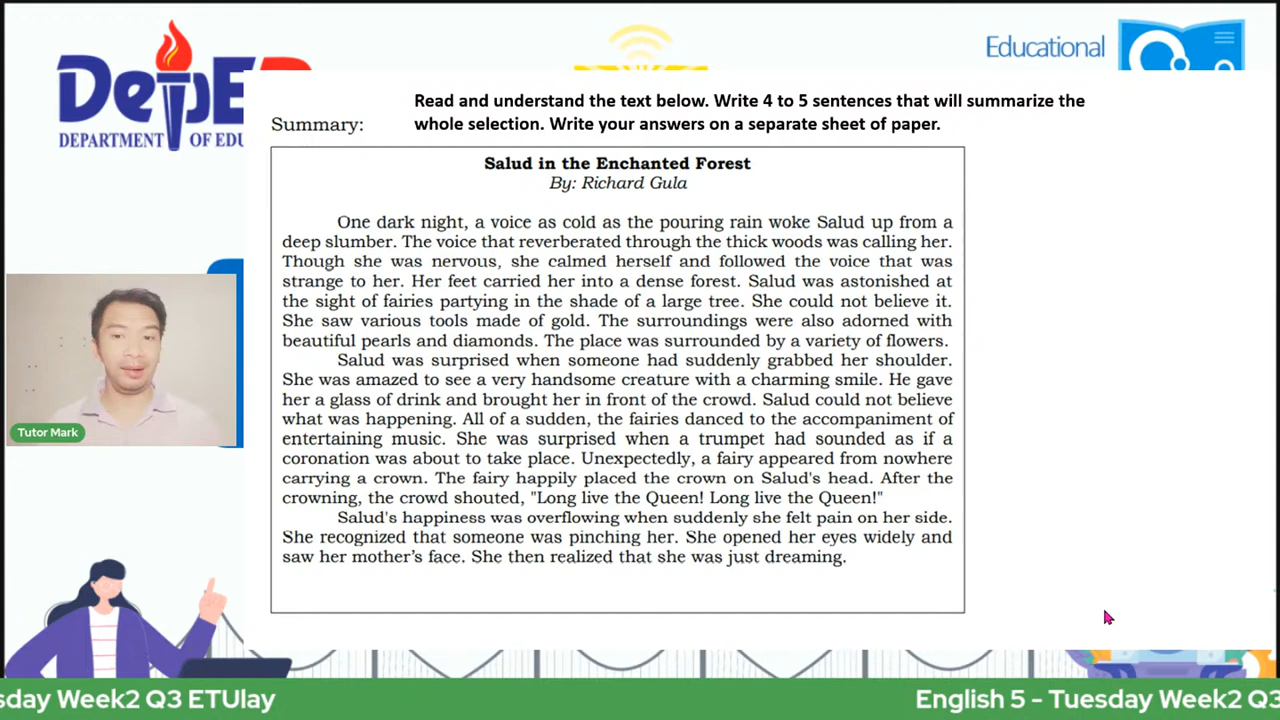 DepED
DEPARTMENT OF EDU
Educational
Read and understand the text below. Write 4 to 5 sentences that will summarize the
whole selection. Write your answers on a separate sheet of paper.
Summary:
Salud in the Enchanted Forest
By: Richard Gula
One dark night, a voice as cold as the pouring rain woke Salud up from a
deep slumber. The voice that reverberated through the thick woods was calling her.
Though she was nervous, she calmed herself and followed the voice that was
strange to her. Her feet carried her into a dense forest. Salud was astonished at
the sight of fairies partying in the shade of a large tree. She could not believe it.
She saw various tools made of gold. The surroundings were also adorned with
beautiful pearls and diamonds. The place was surrounded by a variety of flowers.
Salud was surprised when someone had suddenly grabbed her shoulder.
She was amazed to see a very handsome creature with a charming smile. He gave
her a glass of drink and brought her in front of the crowd. Salud could not believe
what was happening. All of a sudden, the fairies danced to the accompaniment of
entertaining music. She was surprised when a trumpet had sounded as if a
coronation was about to take place. Unexpectedly, a fairy appeared from nowhere
carrying a crown. The fairy happily placed the crown on Salud's head. After the
crowning, the crowd shouted, "Long live the Queen! Long live the Queen!"
Salud's happiness was overflowing when suddenly she felt pain on her side.
She recognized that someone was pinching her. She opened her eyes widely and
saw her mother's face. She then realized that she was just dreaming.
Tutor Mark
sday Week2 Q3 ETUlay
English 5 - Tuesday Week2 Q3